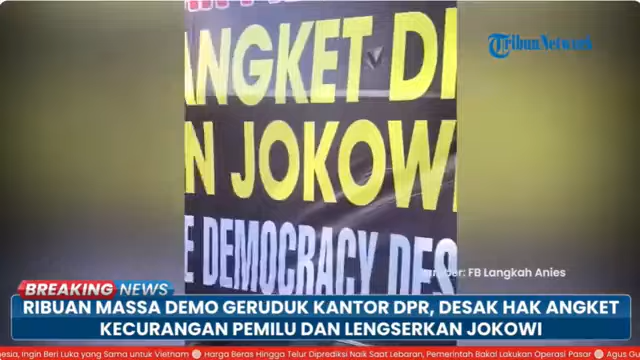 TribunNetwork
ANGKET D
N JOKOW
E DEMOCRACY DES
Sumber: FB Langkah Anies
BREAKING NEWS
RIBUAN MASSA DEMO GERUDUK KANTOR DPR, DESAK HAK ANGKET
KECURANGAN PEMILU DAN LENGSERKAN JOKOWI
esia, ingin Beri Luka yang Sama untuk Vietnam Harga Beras Hingga Telur Diprediksi Naik Saat Lebaran, Pemerintah Bakal Lakukan Operasi Pasar Agus